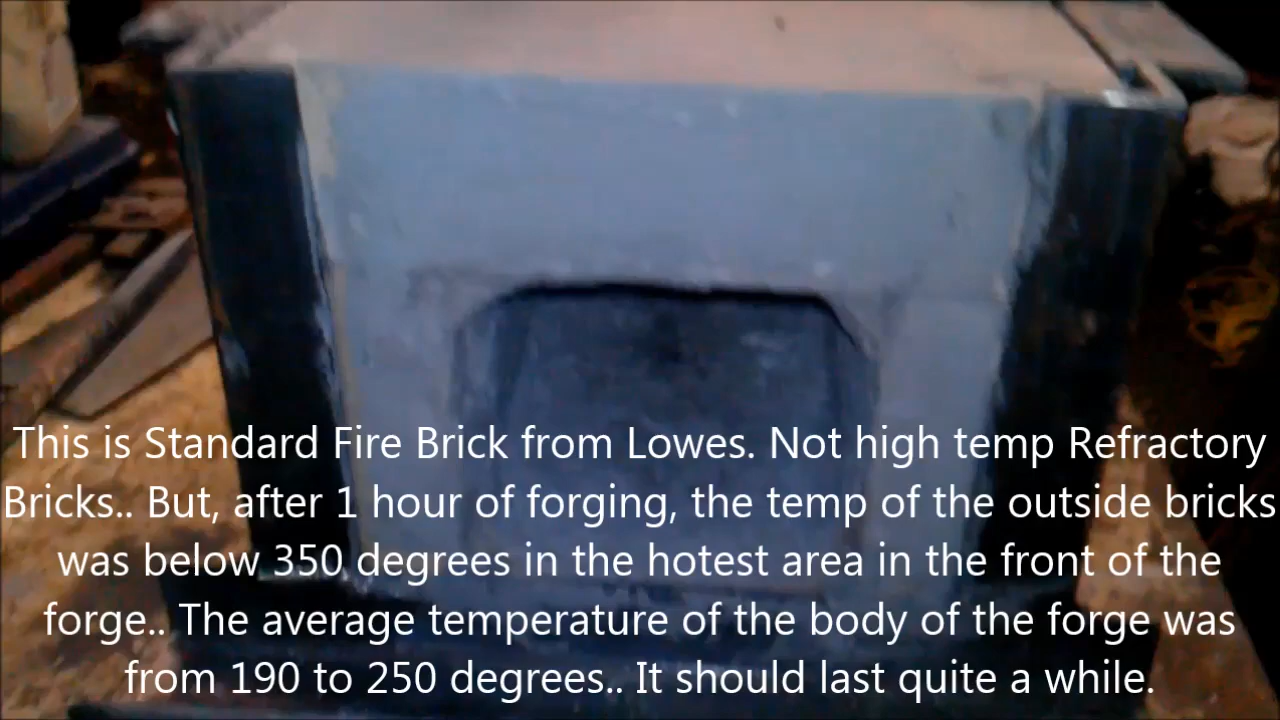 This is Standard Fire Brick from Lowes. Not high temp Refractory
Bricks.. But, after 1 hour of forging, the temp of the outside bricks
was below 350 degrees in the hotest area in the front of the
forge.. The average temperature of the body of the forge was
from 190 to 250 degrees.. It should last quite a while.